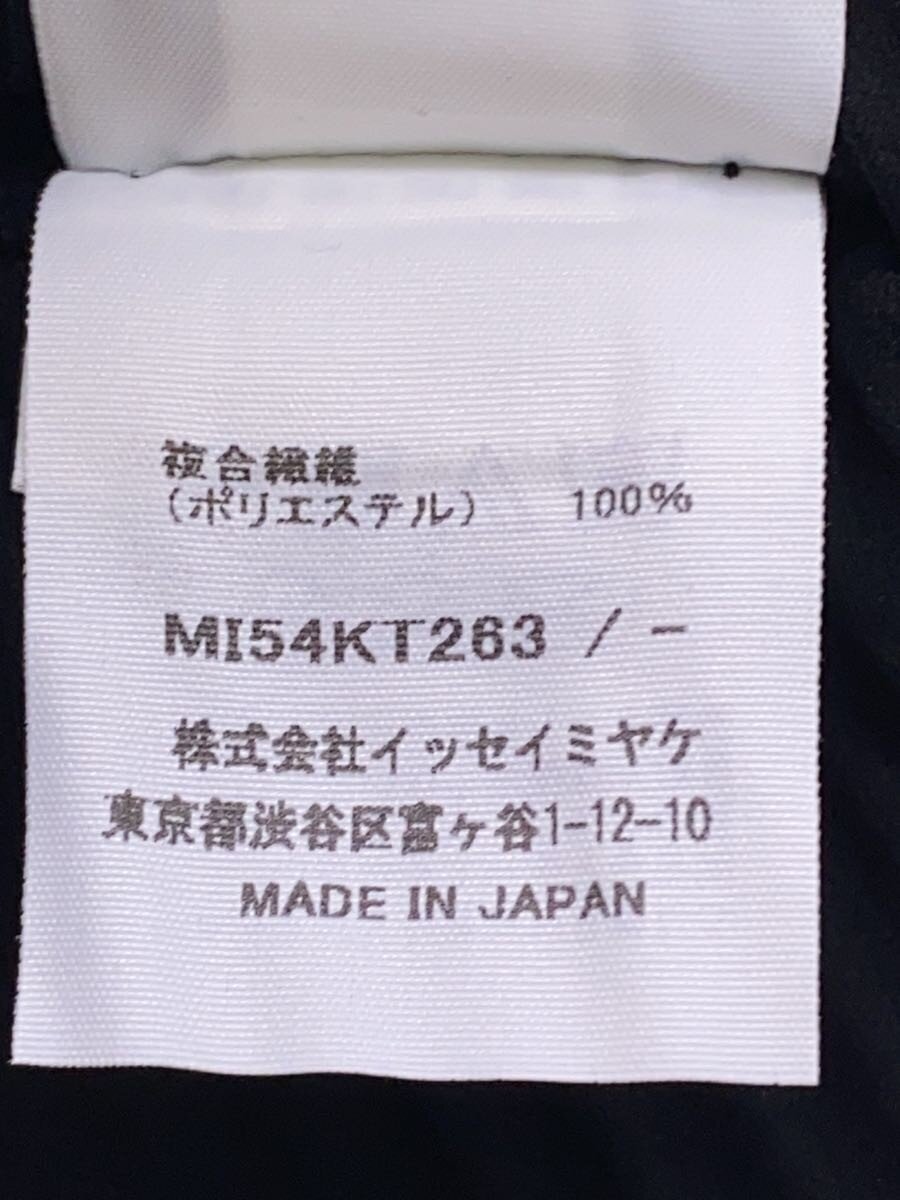 複合繊維
(ポリエステル) 100%
MI54KT263 / -
株式会社イッセイミヤケ
東京都渋谷区富ヶ谷1-12-10
MADE IN JAPAN